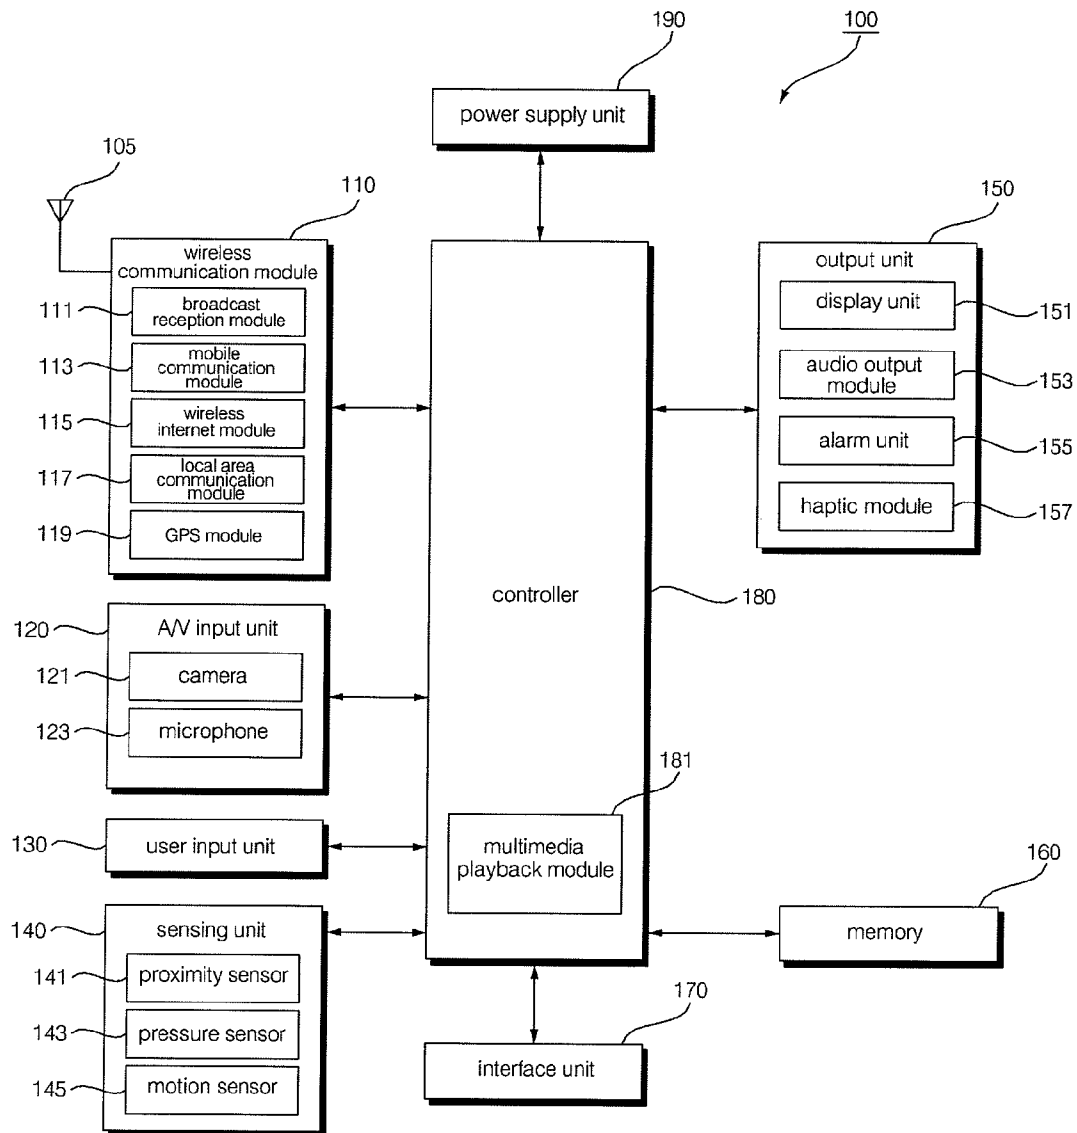 190
100
power supply unit
105
110
150
wireless
communication module
output unit
111
broadcast
reception module
display unit
151
113
mobile
communication
module
audio output
module
153
115
wireless
internet module
alarm unit
155
117
local area
communication
module
haptic module
157
119
GPS module
controller
180
120
A/V input unit
121
camera
123
microphone
181
130
user input unit
multimedia
playback module
160
140
sensing unit
memory
141
proximity sensor
170
143
pressure sensor
interface unit
145
motion sensor